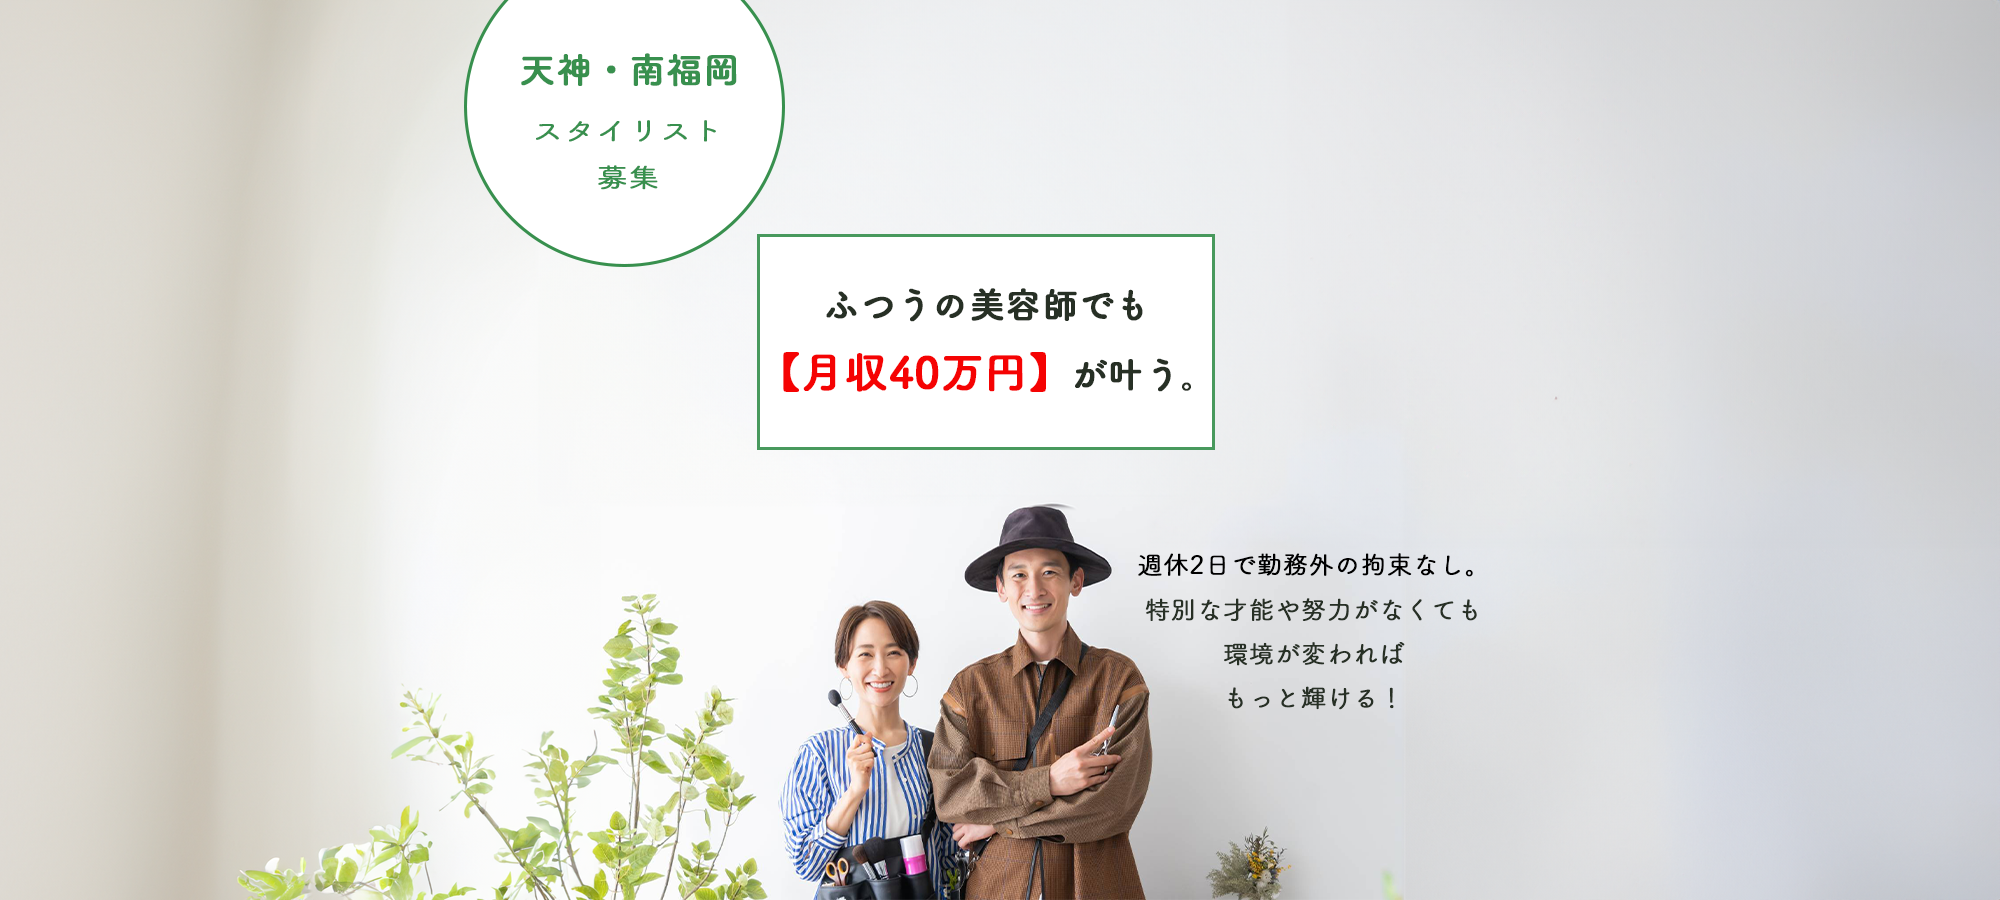 天神・南福岡
スタイリスト
募集
ふつうの美容師でも
【月収40万円】が叶う。
週休2日で勤務外の拘束なし。
特別な才能や努力がなくても
環境が変われば
もっと輝ける！